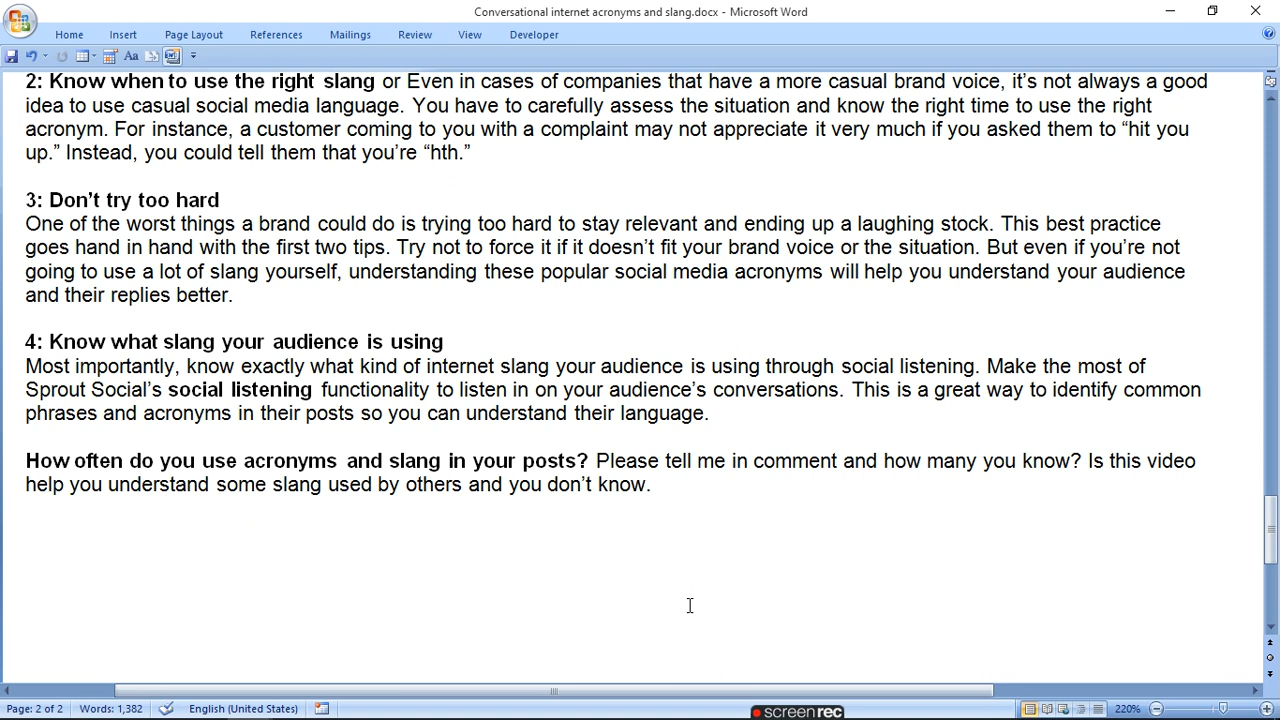 Conversational internet acronyms and slang.docx - Microsoft Word
Home Insert Page Layout References Mailings Review View Developer
Aa
2: Know when to use the right slang or Even in cases of companies that have a more casual brand voice, it’s not always a good
idea to use casual social media language. You have to carefully assess the situation and know the right time to use the right
acronym. For instance, a customer coming to you with a complaint may not appreciate it very much if you asked them to “hit you
up.” Instead, you could tell them that you’re “hth.”
3: Don’t try too hard
One of the worst things a brand could do is trying too hard to stay relevant and ending up a laughing stock. This best practice
goes hand in hand with the first two tips. Try not to force it if it doesn’t fit your brand voice or the situation. But even if you’re not
going to use a lot of slang yourself, understanding these popular social media acronyms will help you understand your audience
and their replies better.
4: Know what slang your audience is using
Most importantly, know exactly what kind of internet slang your audience is using through social listening. Make the most of
Sprout Social’s social listening functionality to listen in on your audience’s conversations. This is a great way to identify common
phrases and acronyms in their posts so you can understand their language.
How often do you use acronyms and slang in your posts? Please tell me in comment and how many you know? Is this video
help you understand some slang used by others and you don’t know.
Page: 2 of 2 Words: 1,382 English (United States) 220%
screenrec